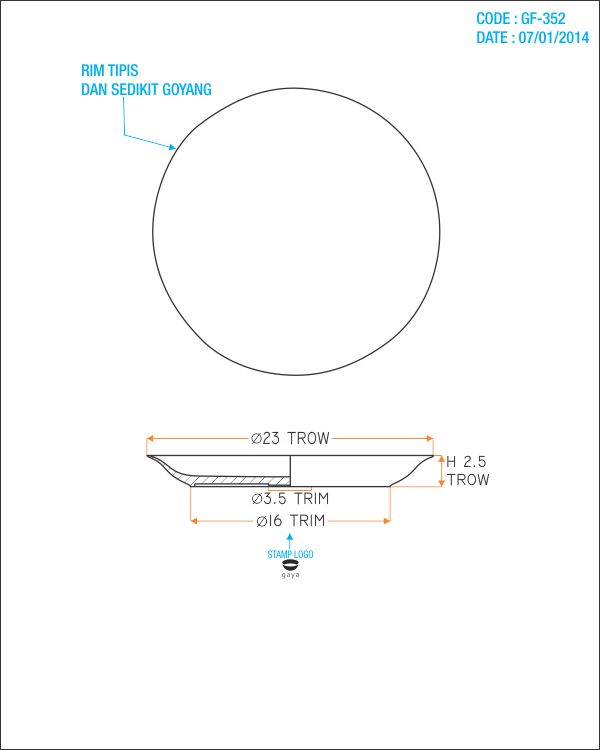 CODE : GF-352
DATE : 07/01/2014
RIM TIPIS
DAN SEDIKIT GOYANG
Ø23 TROW
H 2.5
TROW
Ø3.5 TRIM
Ø16 TRIM
STAMP LOGO
gaya